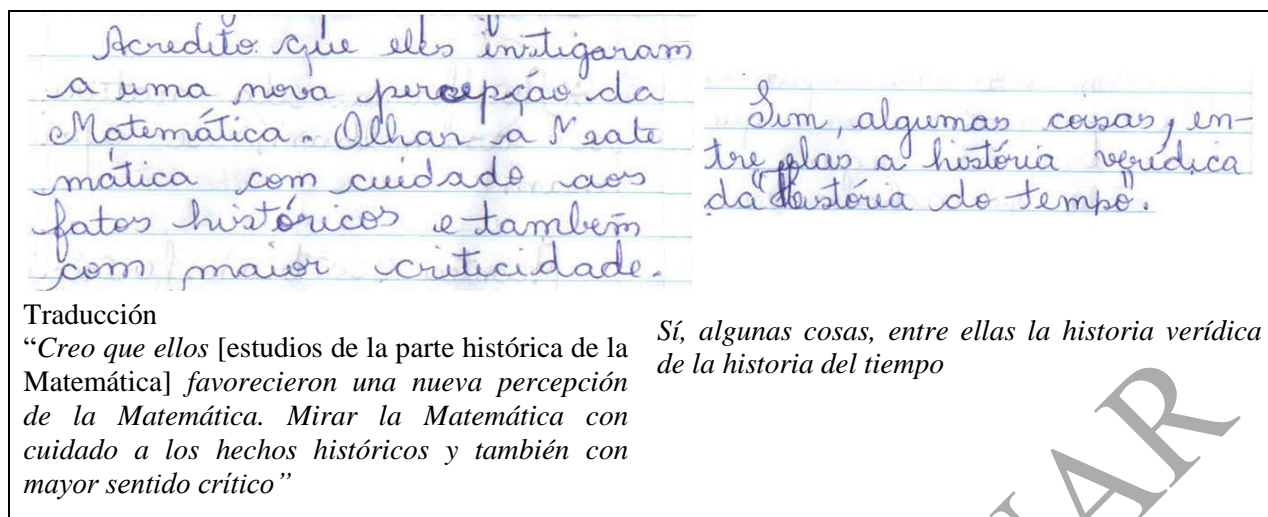 Acredito que eles instigaram
a uma nova percepção da
Matemática. Olhar a Mate
mática com cuidado aos
fatos históricos e também
com maior criticidade.
Sim, algumas coisas, en-
tre elas a história verídica
da "História do tempo".
Traducción
“Creo que ellos [estudios de la parte histórica de la
Matemática] favorecieron una nueva percepción
de la Matemática. Mirar la Matemática con
cuidado a los hechos históricos y también con
mayor sentido crítico”
Sí, algunas cosas, entre ellas la historia verídica
de la historia del tiempo